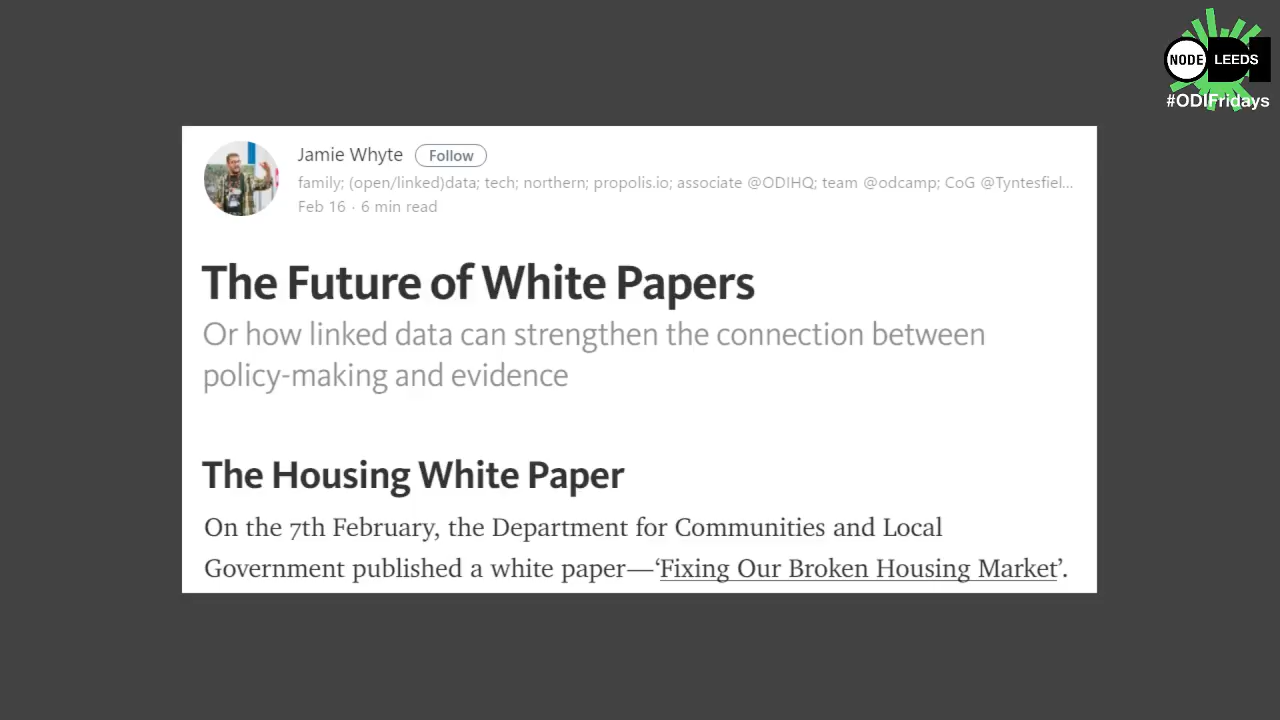 NODE LEEDS
#ODIFridays
Jamie Whyte Follow
family; (open/linked)data; tech; northern; propolis.io; associate @ODIHQ; team @odcamp; CoG @Tyntesfiel...
Feb 16 · 6 min read
The Future of White Papers
Or how linked data can strengthen the connection between
policy-making and evidence
The Housing White Paper
On the 7th February, the Department for Communities and Local
Government published a white paper—‘Fixing Our Broken Housing Market’.